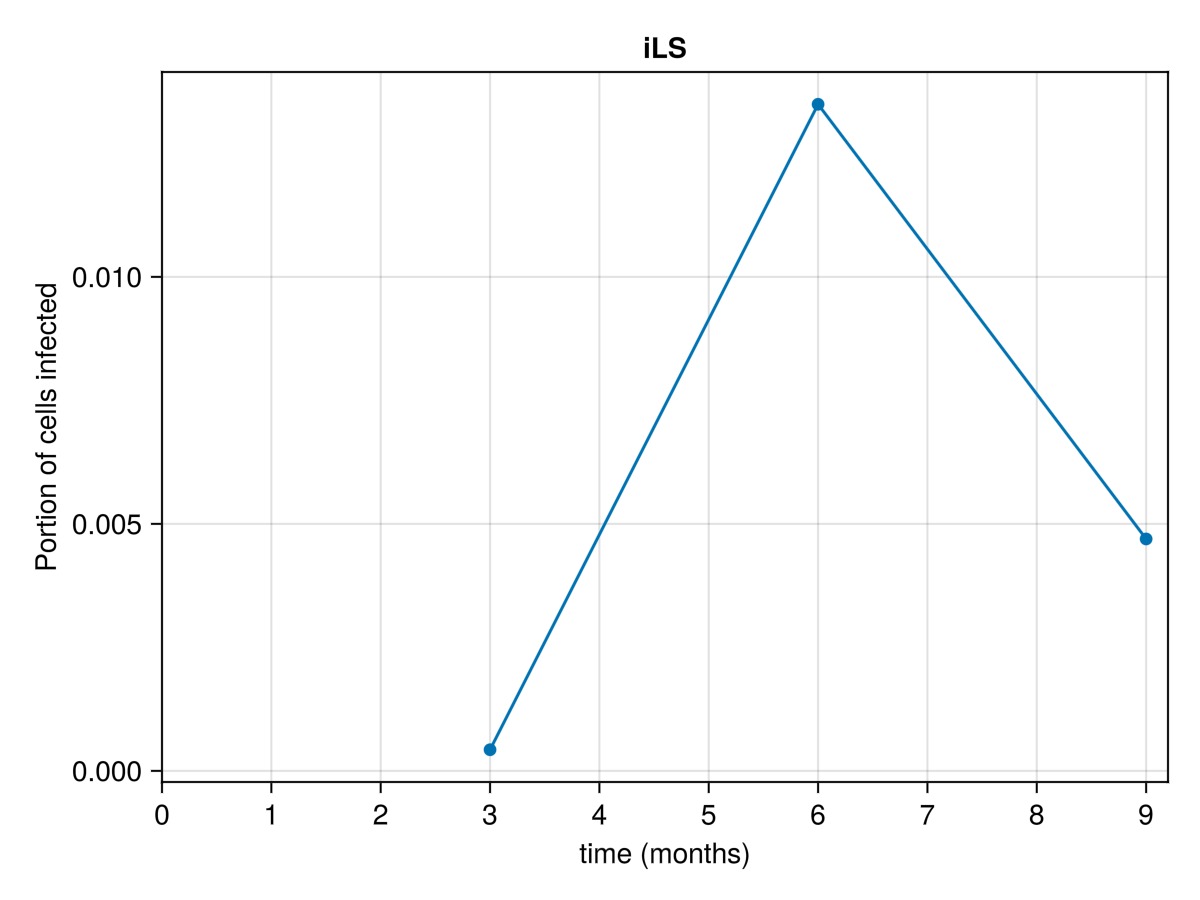 iLS
Portion of cells infected
0.010
0.005
0.000
0 1 2 3 4 5 6 7 8 9
time (months)